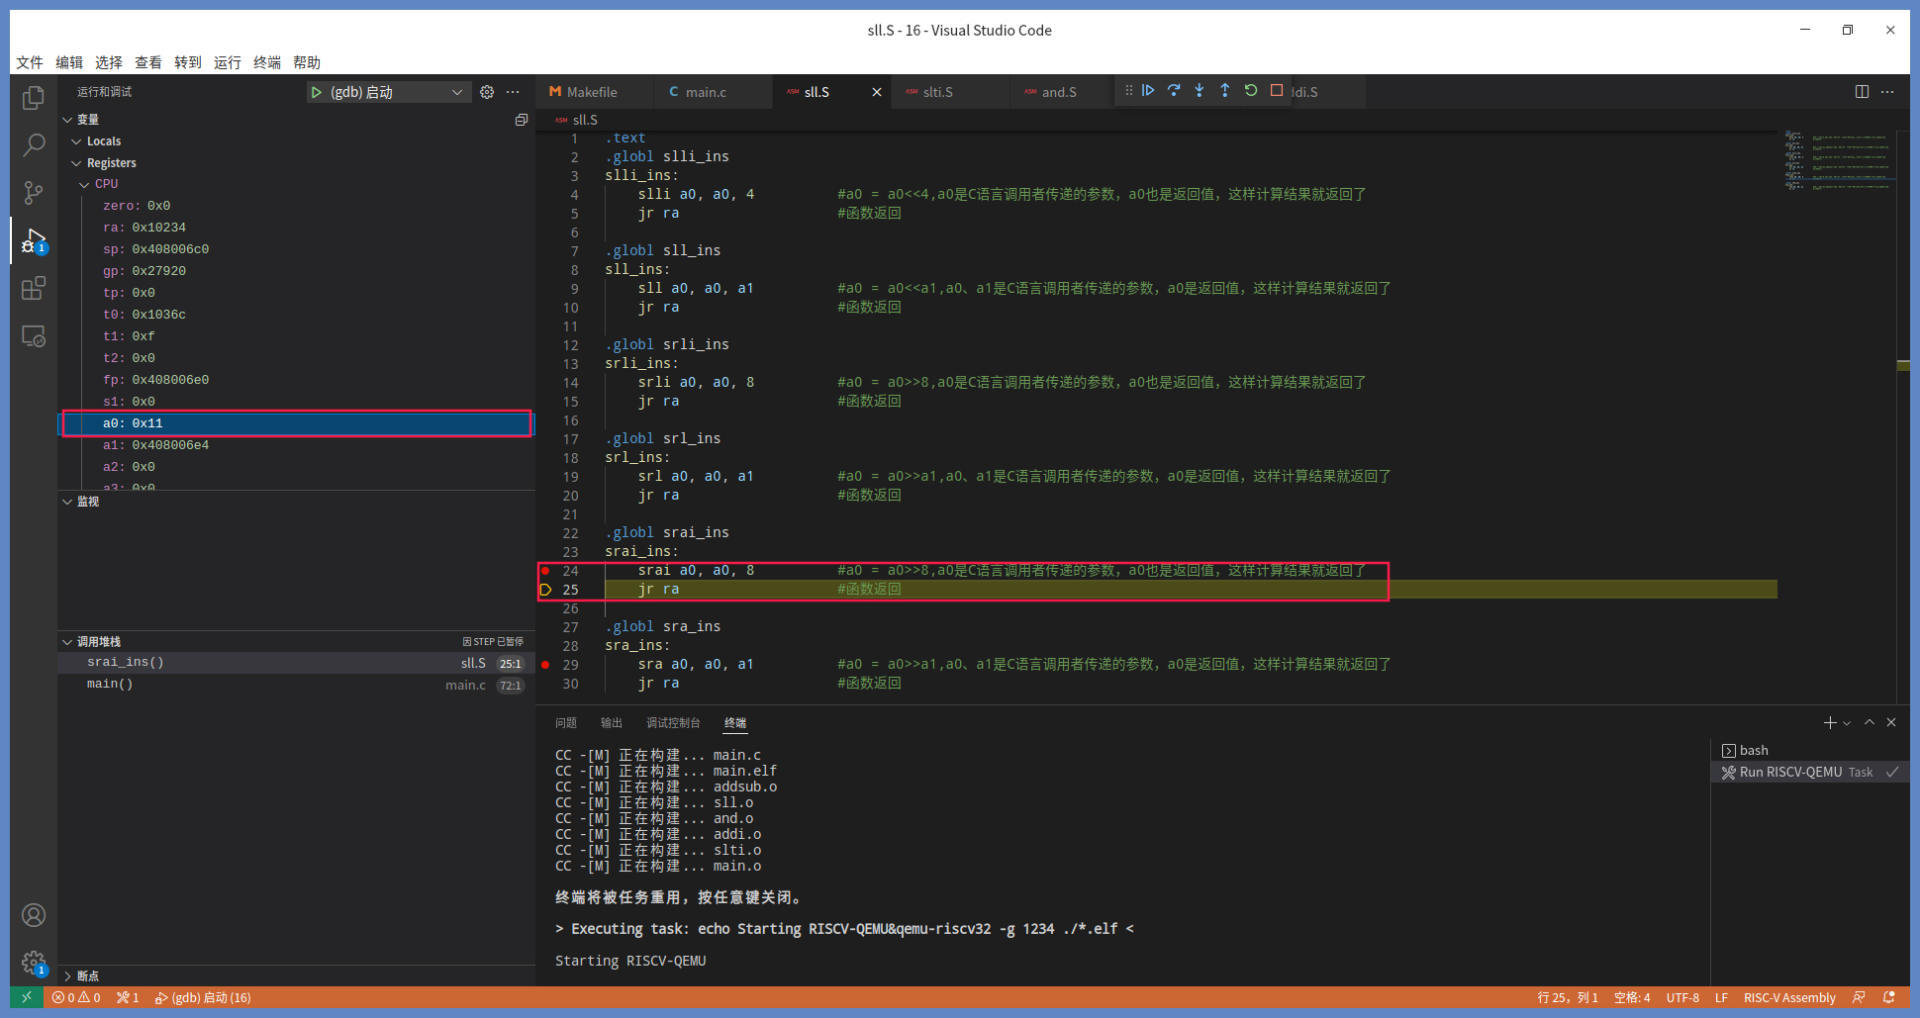 sll.S - 16 - Visual Studio Code
文件 编辑 选择 查看 转到 运行 终端 帮助
运行和调试 (gdb) 启动
Makefile main.c sll.S slti.S and.S ddi.S
变量
Locals
Registers
CPU
zero: 0x0
ra: 0x10234
sp: 0x408006c0
gp: 0x27920
tp: 0x0
t0: 0x1036c
t1: 0xf
t2: 0x0
fp: 0x408006e0
s1: 0x0
a0: 0x11
a1: 0x408006e4
a2: 0x0
a3: 0x0
监视
调用堆栈 因 STEP 已暂停
srai_ins() sll.S 25:1
main() main.c 72:1
断点
sll.S
1 .text
2 .globl slli_ins
3 slli_ins:
4 slli a0, a0, 4 #a0 = a0<<4,a0是C语言调用者传递的参数，a0也是返回值，这样计算结果就返回了
5 jr ra #函数返回
6
7 .globl sll_ins
8 sll_ins:
9 sll a0, a0, a1 #a0 = a0<<a1,a0、a1是C语言调用者传递的参数，a0是返回值，这样计算结果就返回了
10 jr ra #函数返回
11
12 .globl srli_ins
13 srli_ins:
14 srli a0, a0, 8 #a0 = a0>>8,a0是C语言调用者传递的参数，a0也是返回值，这样计算结果就返回了
15 jr ra #函数返回
16
17 .globl srl_ins
18 srl_ins:
19 srl a0, a0, a1 #a0 = a0>>a1,a0、a1是C语言调用者传递的参数，a0是返回值，这样计算结果就返回了
20 jr ra #函数返回
21
22 .globl srai_ins
23 srai_ins:
24 srai a0, a0, 8 #a0 = a0>>8,a0是C语言调用者传递的参数，a0也是返回值，这样计算结果就返回了
25 jr ra #函数返回
26
27 .globl sra_ins
28 sra_ins:
29 sra a0, a0, a1 #a0 = a0>>a1,a0、a1是C语言调用者传递的参数，a0是返回值，这样计算结果就返回了
30 jr ra #函数返回
问题 输出 调试控制台 终端
CC -[M] 正在构建... main.c
CC -[M] 正在构建... main.elf
CC -[M] 正在构建... addsub.o
CC -[M] 正在构建... sll.o
CC -[M] 正在构建... and.o
CC -[M] 正在构建... addi.o
CC -[M] 正在构建... slti.o
CC -[M] 正在构建... main.o
终端将被任务重用，按任意键关闭。
> Executing task: echo Starting RISCV-QEMU&qemu-riscv32 -g 1234 ./*.elf <
Starting RISCV-QEMU
bash
Run RISCV-QEMU Task
0 0 1 (gdb) 启动 (16) 行 25，列 1 空格: 4 UTF-8 LF RISC-V Assembly